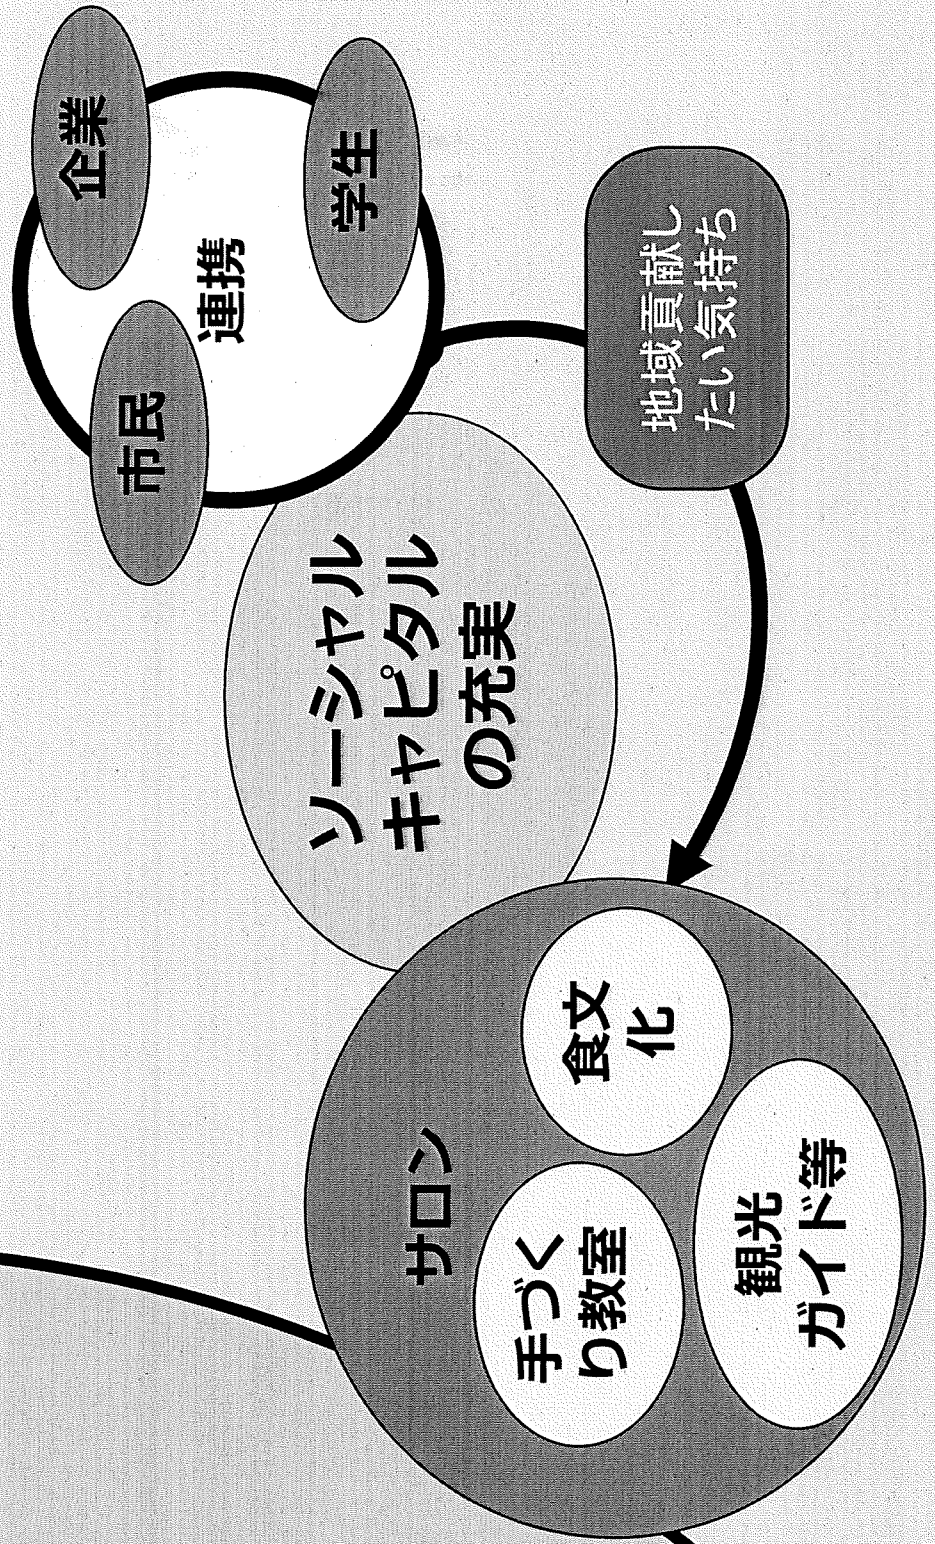 企業
市民
連携
学生
ソーシャル
キャピタル
の充実
地域貢献し
たい気持ち
サロン
手づく
り教室
食文
化
観光
ガイド等